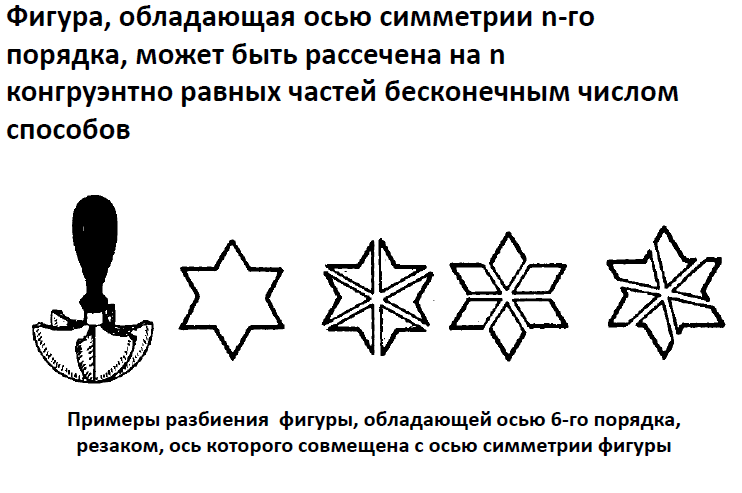 Фигура, обладающая осью симметрии n-го
порядка, может быть рассечена на n
конгруэнтно равных частей бесконечным числом
способов
Примеры разбиения фигуры, обладающей осью 6-го порядка,
резаком, ось которого совмещена с осью симметрии фигуры